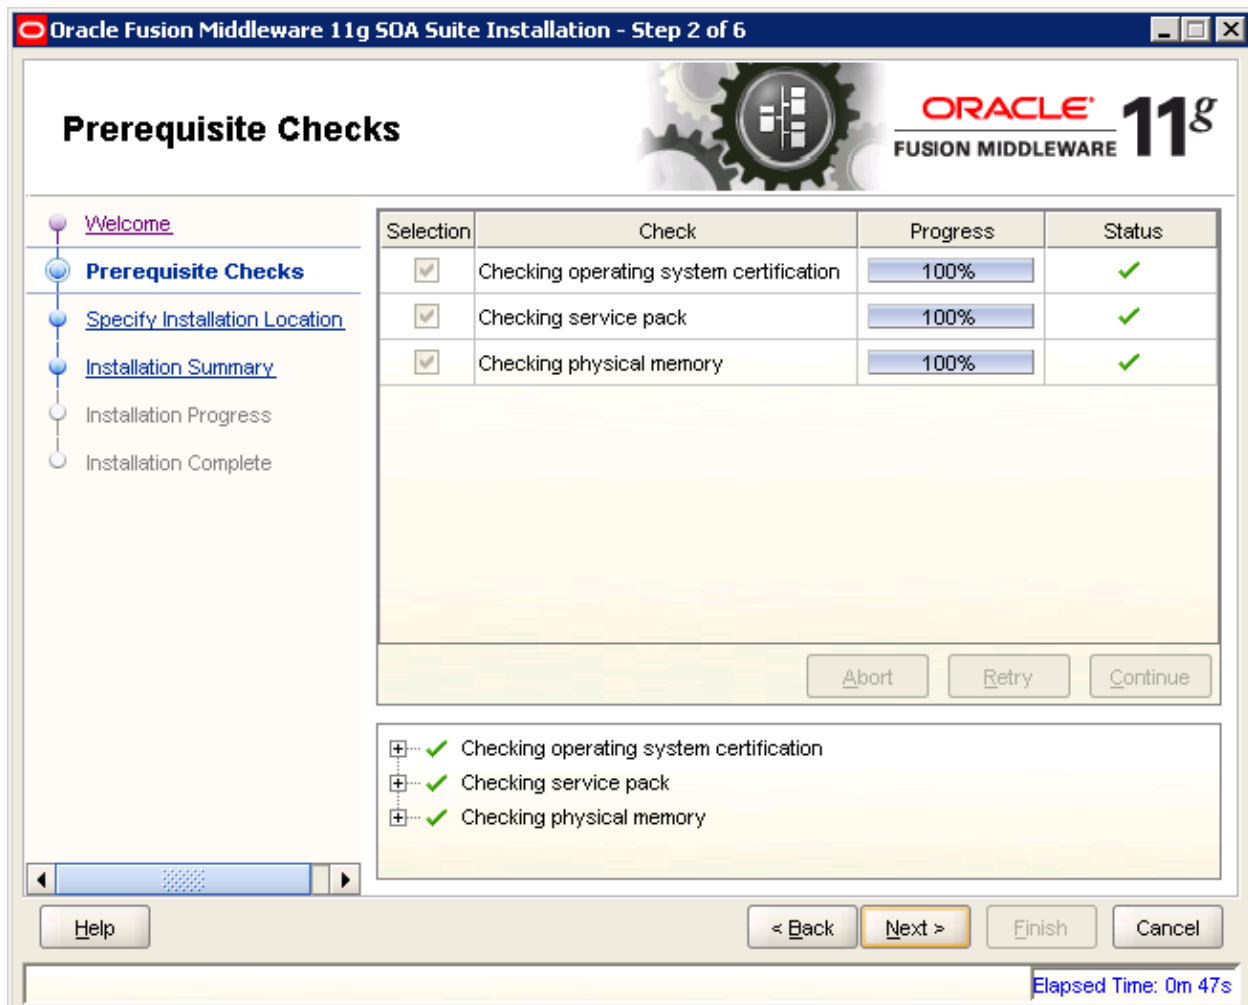 Oracle Fusion Middleware 11g SOA Suite Installation - Step 2 of 6
Prerequisite Checks
ORACLE
FUSION MIDDLEWARE
11g
Welcome
Prerequisite Checks
Specify Installation Location
Installation Summary
Installation Progress
Installation Complete
Selection Check Progress Status
Checking operating system certification 100%
Checking service pack 100%
Checking physical memory 100%
Abort Retry Continue
Checking operating system certification
Checking service pack
Checking physical memory
Help < Back Next > Finish Cancel
Elapsed Time: 0m 47s